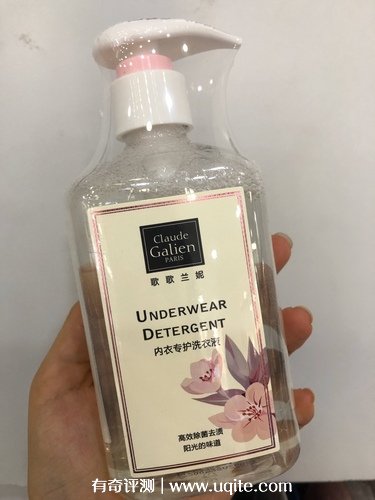 Claude
Galien
PARIS
歌歌兰妮
UNDERWEAR
DETERGENT
内衣专护洗衣液
高效除菌去渍
阳光的味道
有奇评测 | www.uqite.com